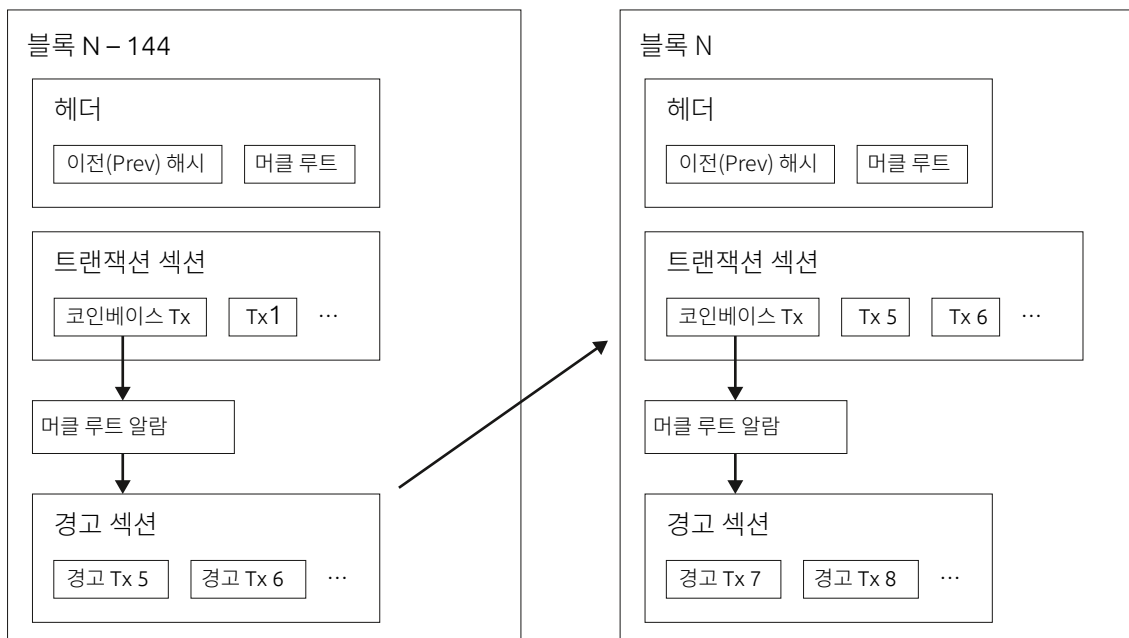 블록 N – 144
헤더
이전(Prev) 해시
머클 루트
트랜잭션 섹션
코인베이스 Tx
Tx1
…
머클 루트 알람
경고 섹션
경고 Tx 5
경고 Tx 6
…
블록 N
헤더
이전(Prev) 해시
머클 루트
트랜잭션 섹션
코인베이스 Tx
Tx 5
Tx 6
…
머클 루트 알람
경고 섹션
경고 Tx 7
경고 Tx 8
…